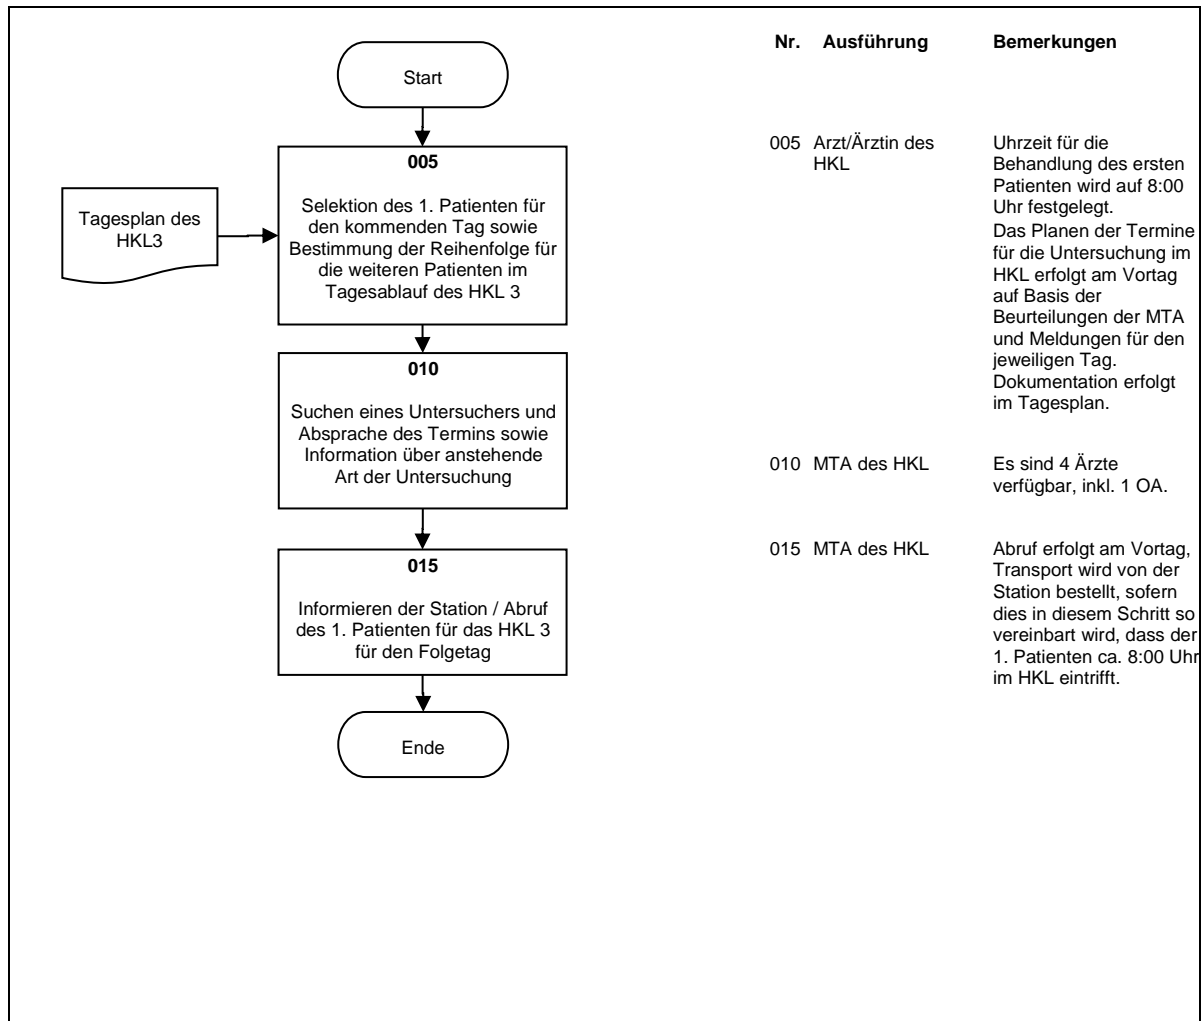 Start
Tagesplan des
HKL3
005
Selektion des 1. Patienten für
den kommenden Tag sowie
Bestimmung der Reihenfolge für
die weiteren Patienten im
Tagesablauf des HKL 3
010
Suchen eines Untersuchers und
Absprache des Termins sowie
Information über anstehende
Art der Untersuchung
015
Informieren der Station / Abruf
des 1. Patienten für das HKL 3
für den Folgetag
Ende
Nr. Ausführung Bemerkungen
005 Arzt/Ärztin des
HKL
Uhrzeit für die
Behandlung des ersten
Patienten wird auf 8:00
Uhr festgelegt.
Das Planen der Termine
für die Untersuchung im
HKL erfolgt am Vortag
auf Basis der
Beurteilungen der MTA
und Meldungen für den
jeweiligen Tag.
Dokumentation erfolgt
im Tagesplan.
010 MTA des HKL
Es sind 4 Ärzte
verfügbar, inkl. 1 OA.
015 MTA des HKL
Abruf erfolgt am Vortag,
Transport wird von der
Station bestellt, sofern
dies in diesem Schritt so
vereinbart wird, dass der
1. Patienten ca. 8:00 Uhr
im HKL eintrifft.